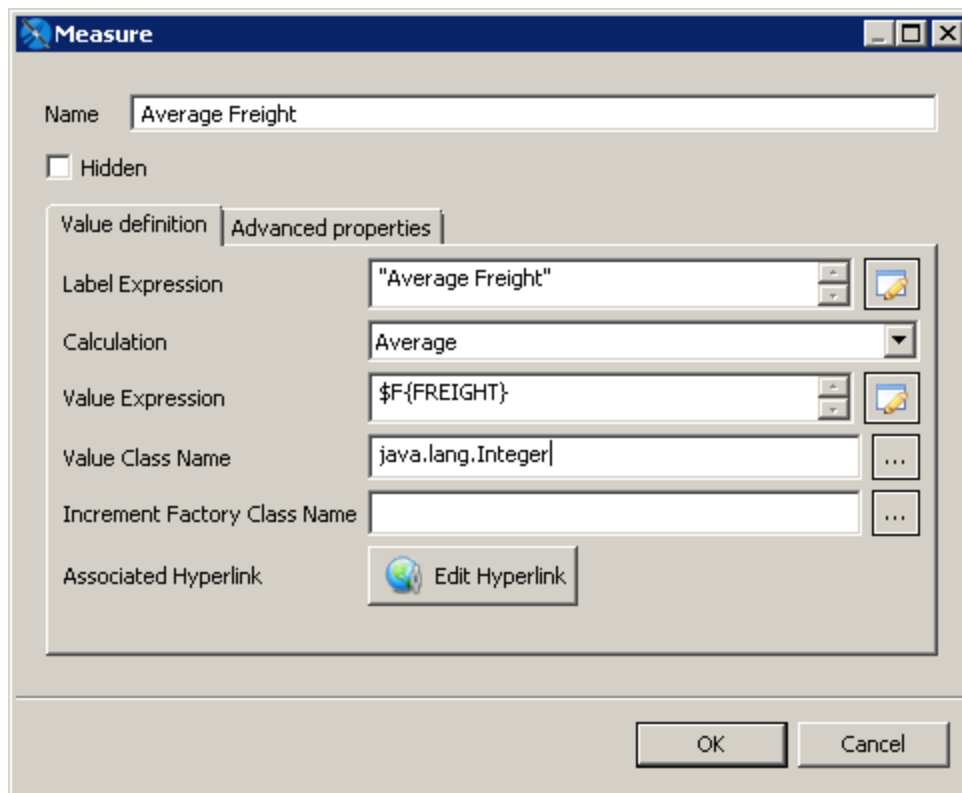 Measure
Name Average Freight
Hidden
Value definition Advanced properties
Label Expression "Average Freight"
Calculation Average
Value Expression $F{FREIGHT}
Value Class Name java.lang.Integer ...
Increment Factory Class Name ...
Associated Hyperlink Edit Hyperlink
OK Cancel